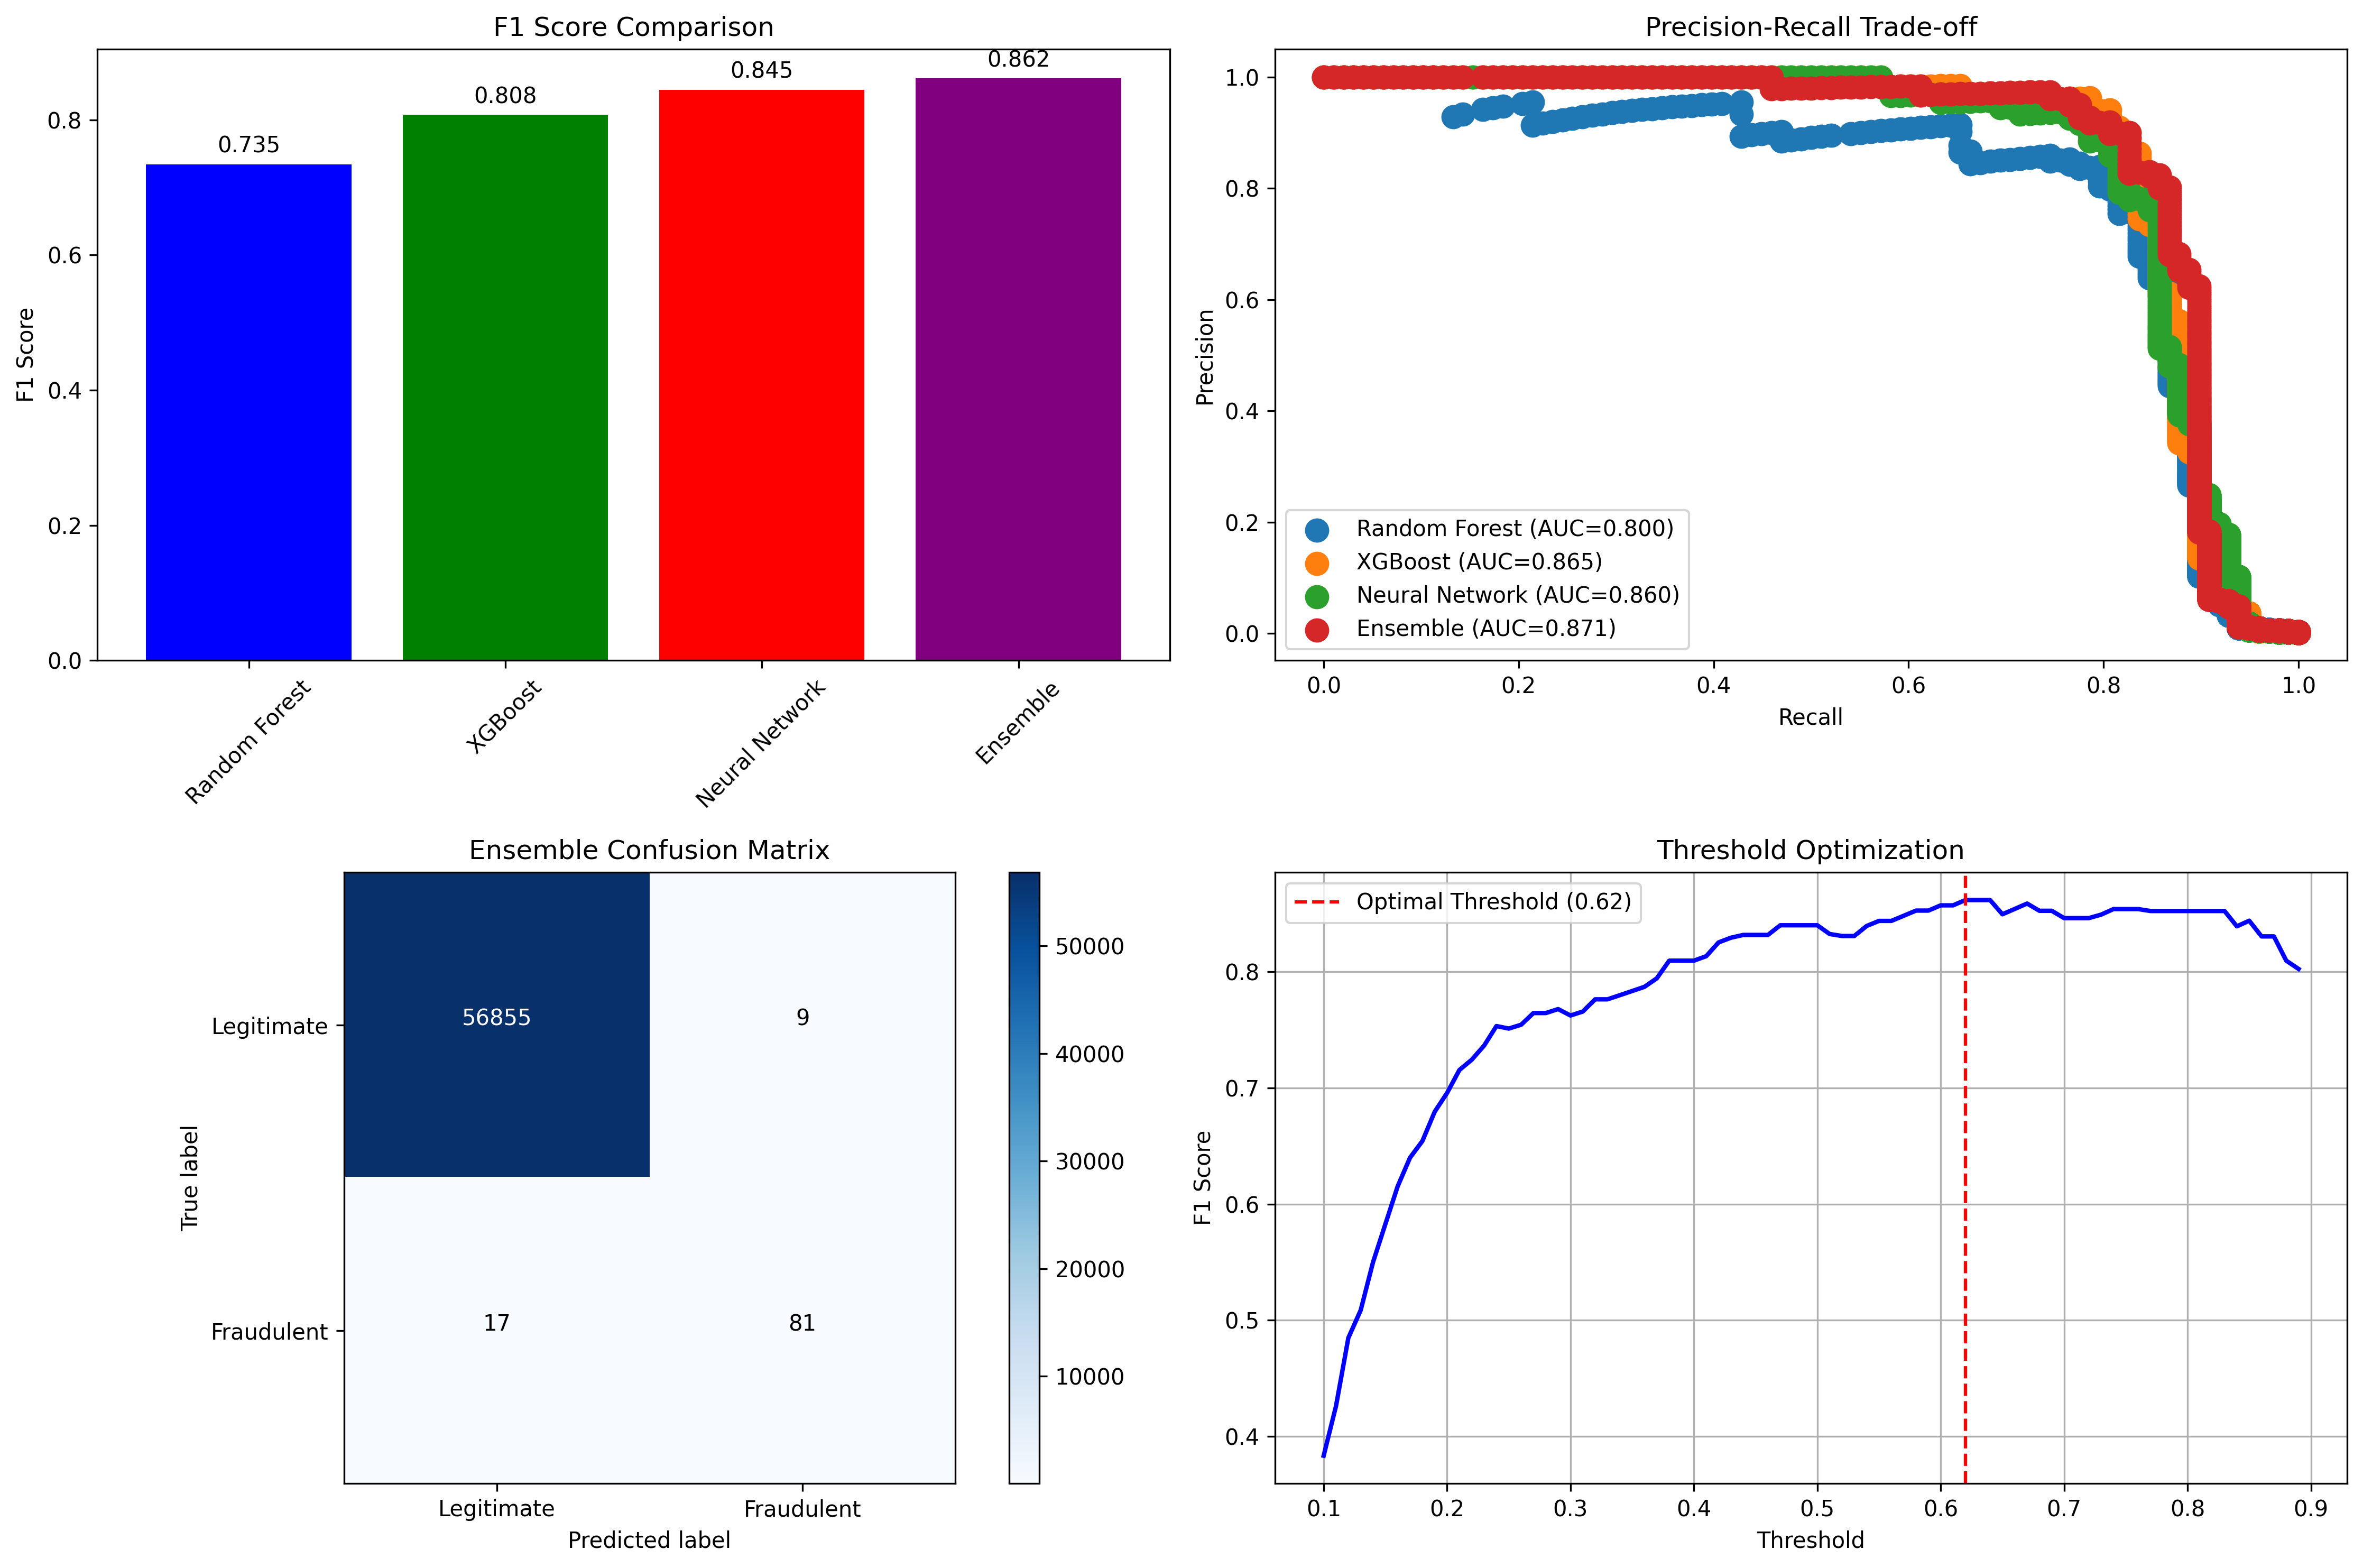 F1 Score Comparison
F1 Score
0.0
0.2
0.4
0.6
0.8
0.735
0.808
0.845
0.862
Random Forest
XGBoost
Neural Network
Ensemble
Precision-Recall Trade-off
Precision
1.0
0.8
0.6
0.4
0.2
0.0
Random Forest (AUC=0.800)
XGBoost (AUC=0.865)
Neural Network (AUC=0.860)
Ensemble (AUC=0.871)
0.0 0.2 0.4 0.6 0.8 1.0
Recall
Ensemble Confusion Matrix
True label
Legitimate
Fraudulent
56855 9
17 81
Legitimate Fraudulent
Predicted label
50000
40000
30000
20000
10000
Threshold Optimization
Optimal Threshold (0.62)
F1 Score
0.8
0.7
0.6
0.5
0.4
0.1 0.2 0.3 0.4 0.5 0.6 0.7 0.8 0.9
Threshold